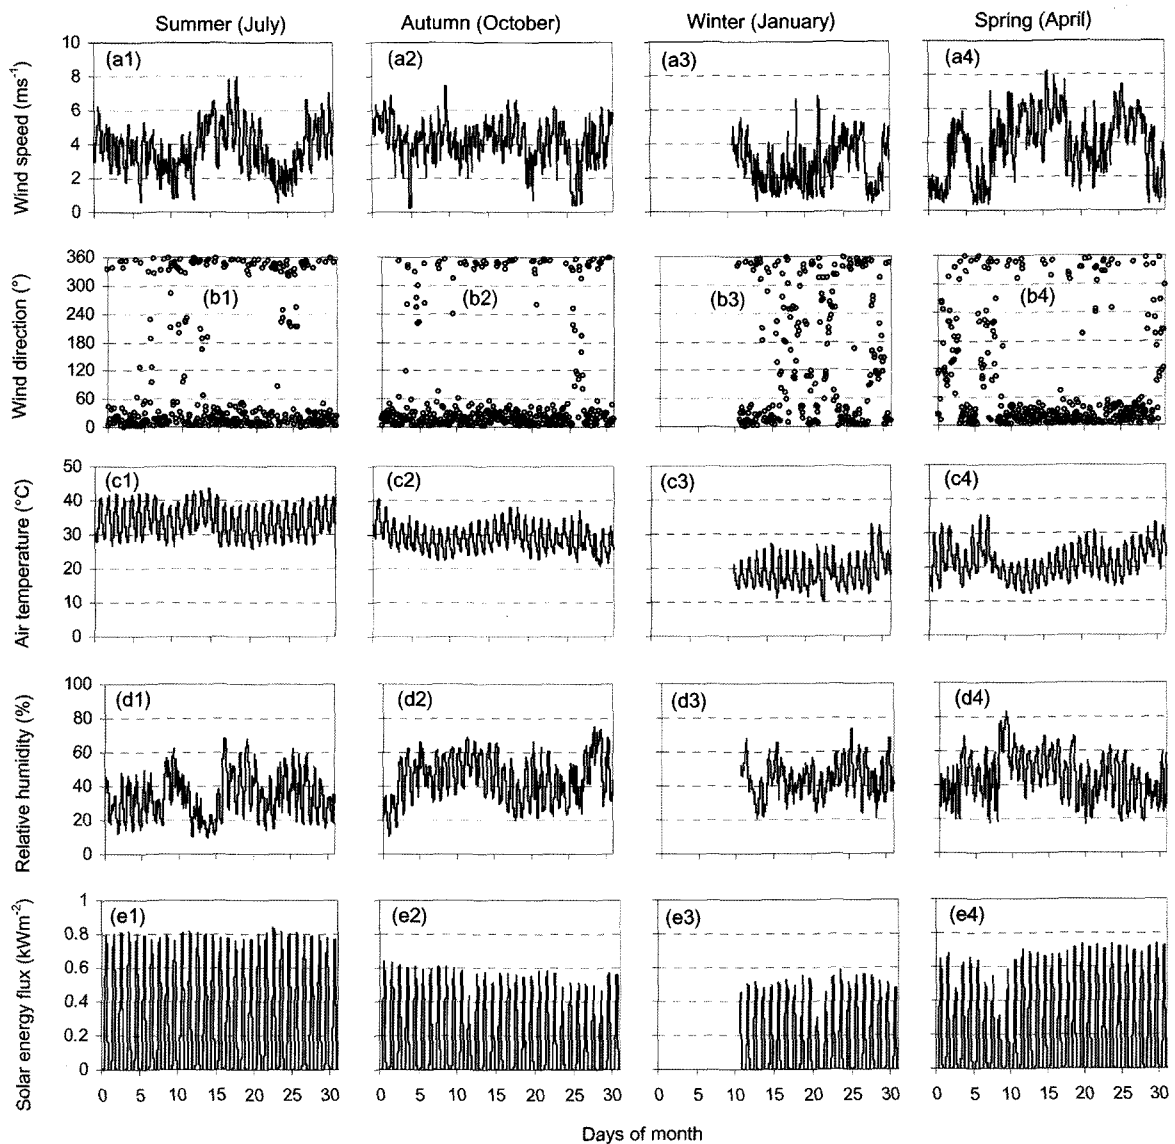 Summer (July) Autumn (October) Winter (January) Spring (April)
Wind speed (ms⁻¹)
10
8
6
4
2
0
(a1) (a2) (a3) (a4)
Wind direction (°)
360
300
240
180
120
60
0
(b1) (b2) (b3) (b4)
Air temperature (°C)
50
40
30
20
10
0
(c1) (c2) (c3) (c4)
Relative humidity (%)
100
80
60
40
20
0
(d1) (d2) (d3) (d4)
Solar energy flux (kWm⁻²)
1
0.8
0.6
0.4
0.2
0
(e1) (e2) (e3) (e4)
0 5 10 15 20 25 30 0 5 10 15 20 25 30 0 5 10 15 20 25 30 0 5 10 15 20 25 30
Days of month